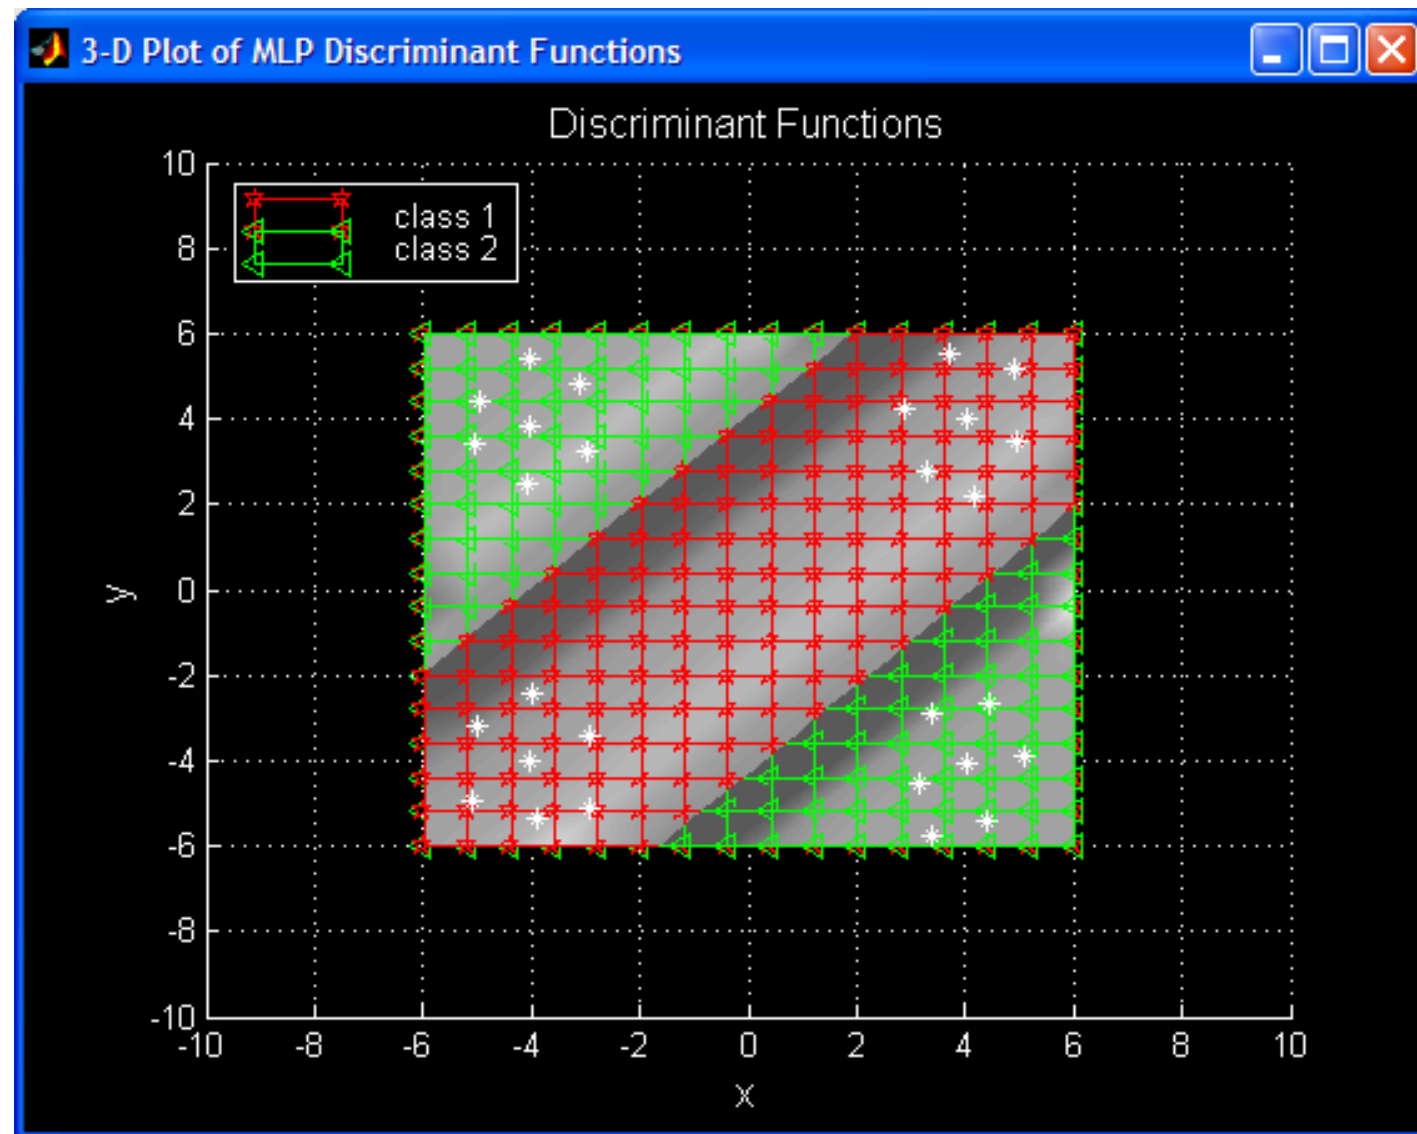 3-D Plot of MLP Discriminant Functions
Discriminant Functions
class 1
class 2
10
8
6
4
2
0
-2
-4
-6
-8
-10
y
-10 -8 -6 -4 -2 0 2 4 6 8 10
x